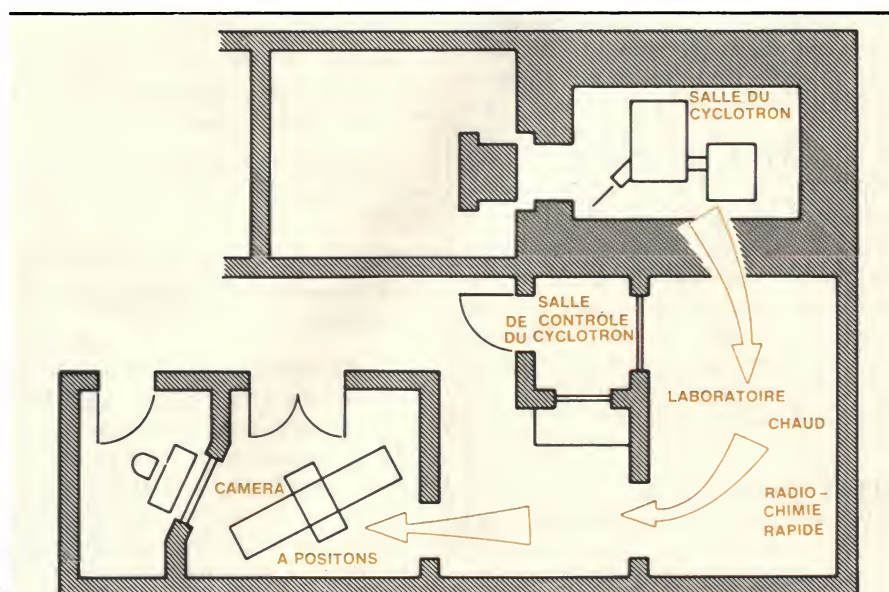 SALLE DU
CYCLOTRON
SALLE
DE CONTRÔLE
DU CYCLOTRON
LABORATOIRE
CHAUD
RADIO-
CHIMIE
RAPIDE
CAMERA
A POSITONS